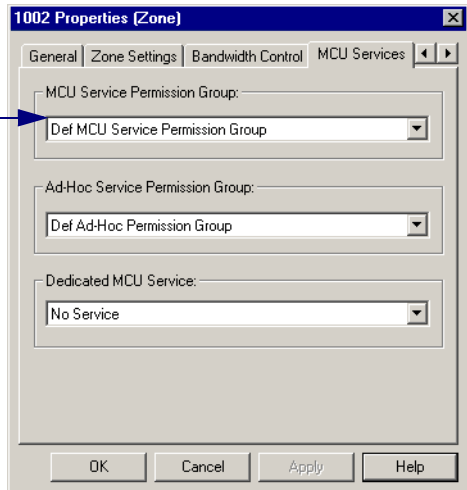 1002 Properties (Zone)
General
Zone Settings
Bandwidth Control
MCU Services
MCU Service Permission Group:
Def MCU Service Permission Group
Ad-Hoc Service Permission Group:
Def Ad-Hoc Permission Group
Dedicated MCU Service:
No Service
OK
Cancel
Apply
Help